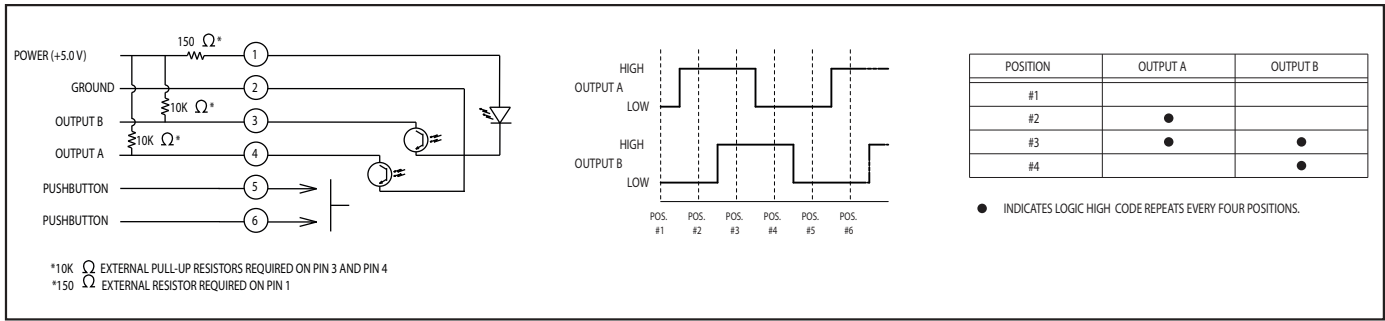 150 Ω*
POWER (+5.0 V)
1
GROUND
2
10K Ω*
OUTPUT B
3
10K Ω*
OUTPUT A
4
PUSHBUTTON
5
PUSHBUTTON
6
*10K Ω EXTERNAL PULL-UP RESISTORS REQUIRED ON PIN 3 AND PIN 4
*150 Ω EXTERNAL RESISTOR REQUIRED ON PIN 1
HIGH
OUTPUT A
LOW
HIGH
OUTPUT B
LOW
POS. POS. POS. POS. POS. POS.
#1 #2 #3 #4 #5 #6
POSITION OUTPUT A OUTPUT B
#1
#2 ●
#3 ● ●
#4 ●
● INDICATES LOGIC HIGH CODE REPEATS EVERY FOUR POSITIONS.